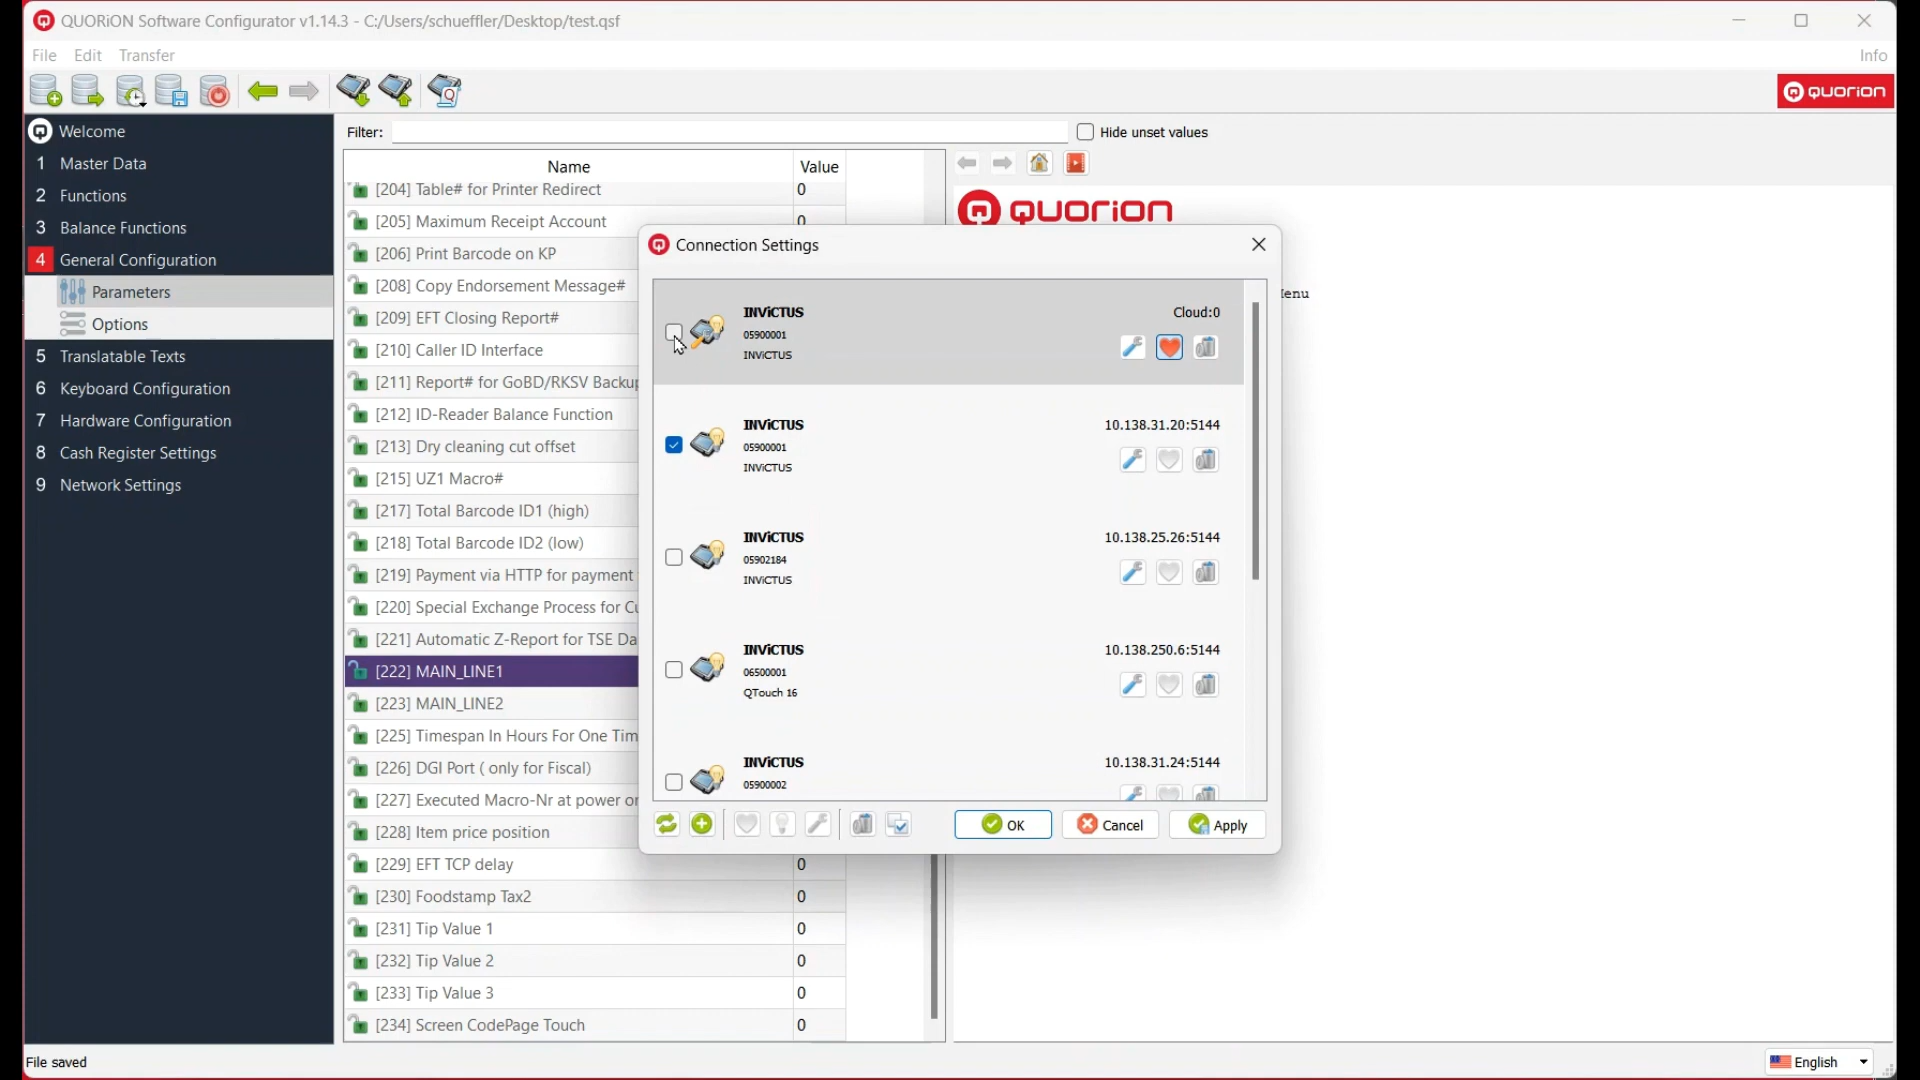 QUORiON Software Configurator v1.14.3 - C:/Users/schueffler/Desktop/test.qsf
File Edit Transfer Info
QUORiON
Welcome
1 Master Data
2 Functions
3 Balance Functions
4 General Configuration
Parameters
Options
5 Translatable Texts
6 Keyboard Configuration
7 Hardware Configuration
8 Cash Register Settings
9 Network Settings
Filter: Hide unset values
Name Value
[204] Table# for Printer Redirect 0
[205] Maximum Receipt Account 0
[206] Print Barcode on KP
[208] Copy Endorsement Message#
[209] EFT Closing Report#
[210] Caller ID Interface
[211] Report# for GoBD/RKSV Backup
[212] ID-Reader Balance Function
[213] Dry cleaning cut offset
[215] UZ1 Macro#
[217] Total Barcode ID1 (high)
[218] Total Barcode ID2 (low)
[219] Payment via HTTP for payment
[220] Special Exchange Process for
[221] Automatic Z-Report for TSE
[222] MAIN_LINE1
[223] MAIN_LINE2
[225] Timespan In Hours For One
[226] DGI Port ( only for Fiscal)
[227] Executed Macro-Nr at power
[228] Item price position
[229] EFT TCP delay 0
[230] Foodstamp Tax2 0
[231] Tip Value 1 0
[232] Tip Value 2 0
[233] Tip Value 3 0
[234] Screen CodePage Touch 0
QUORiON
Connection Settings
INViCTUS Cloud:0
05900001
INViCTUS
INViCTUS 10.138.31.20:5144
05900001
INViCTUS
INViCTUS 10.138.25.26:5144
05902184
INViCTUS
INViCTUS 10.138.250.6:5144
06500001
QTouch 16
INViCTUS 10.138.31.24:5144
05900002
OK Cancel Apply
File saved English